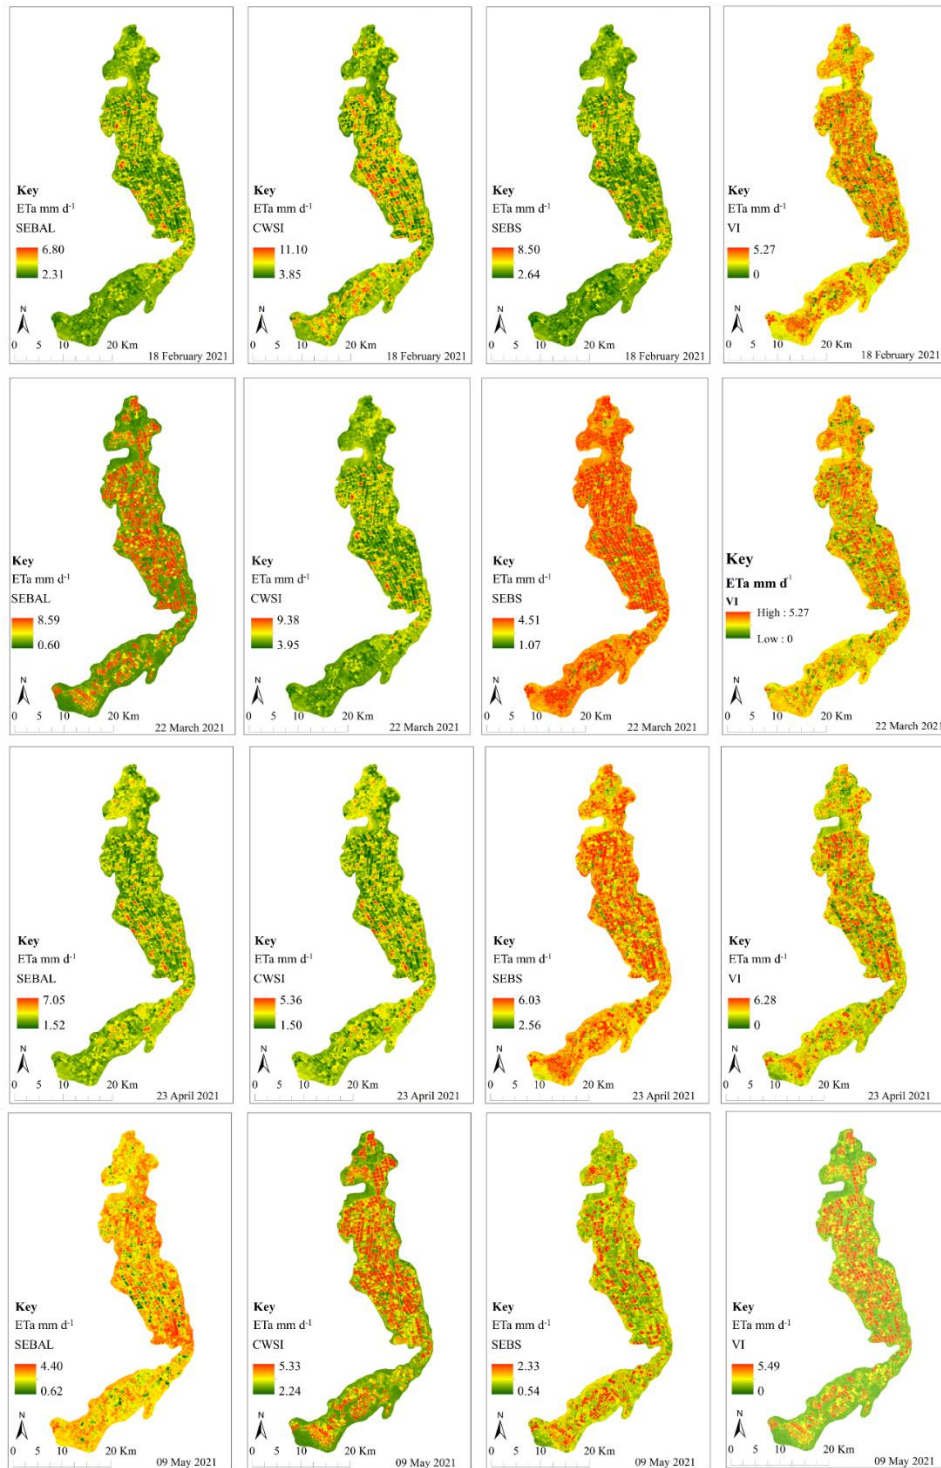 Key
ETa mm d-1
SEBAL
6.80
2.31
N
0 5 10 20 Km
18 February 2021
Key
ETa mm d-1
CWSI
11.10
3.85
N
0 5 10 20 Km
18 February 2021
Key
ETa mm d-1
SEBS
8.50
2.64
N
0 5 10 20 Km
18 February 2021
Key
ETa mm d-1
VI
5.27
0
N
0 5 10 20 Km
18 February 2021
Key
ETa mm d-1
SEBAL
8.59
0.60
N
0 5 10 20 Km
22 March 2021
Key
ETa mm d-1
CWSI
9.38
3.95
N
0 5 10 20 Km
22 March 2021
Key
ETa mm d-1
SEBS
4.51
1.07
N
0 5 10 20 Km
22 March 2021
Key
ETa mm d-1
VI
High : 5.27
Low : 0
N
0 5 10 20 Km
22 March 2021
Key
ETa mm d-1
SEBAL
7.05
1.52
N
0 5 10 20 Km
23 April 2021
Key
ETa mm d-1
CWSI
5.36
1.50
N
0 5 10 20 Km
23 April 2021
Key
ETa mm d-1
SEBS
6.03
2.56
N
0 5 10 20 Km
23 April 2021
Key
ETa mm d-1
VI
6.28
0
N
0 5 10 20 Km
23 April 2021
Key
ETa mm d-1
SEBAL
4.40
0.62
N
0 5 10 20 Km
09 May 2021
Key
ETa mm d-1
CWSI
5.33
2.24
N
0 5 10 20 Km
09 May 2021
Key
ETa mm d-1
SEBS
2.33
0.54
N
0 5 10 20 Km
09 May 2021
Key
ETa mm d-1
VI
5.49
0
N
0 5 10 20 Km
09 May 2021